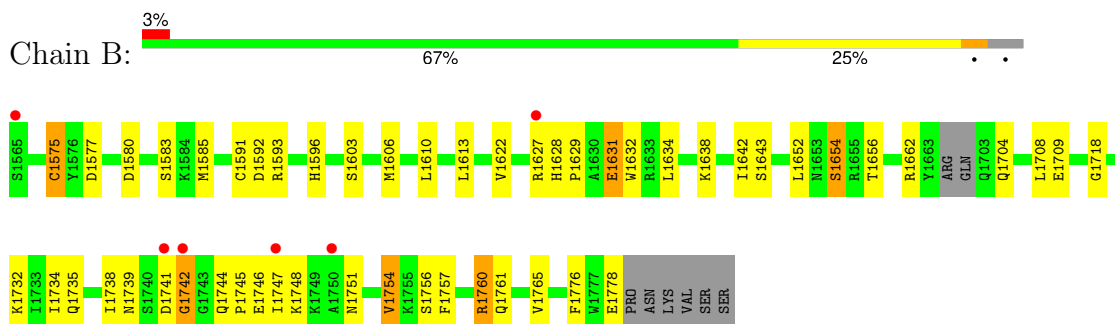 3%
Chain B:
67% 25% • •
S1565 C1575 Y1576 D1577 D1580 S1583 K1584 M1585 C1591 D1592 R1593 H1596 S1603 M1606 L1610 L1613 V1622 R1627 H1628 P1629 A1630 E1631 W1632 R1633 L1634 K1638 I1642 S1643 L1652 N1653 S1654 R1655 T1656 R1662 Y1663 ARG GLN Q1703 Q1704 L1708 E1709 G1718
K1732 I1733 I1734 Q1735 I1738 N1739 S1740 D1741 G1742 G1743 Q1744 P1745 E1746 I1747 K1748 K1749 A1750 N1751 V1754 K1755 S1756 F1757 R1760 Q1761 V1765 F1776 W1777 E1778 PRO ASN LYS VAL SER SER